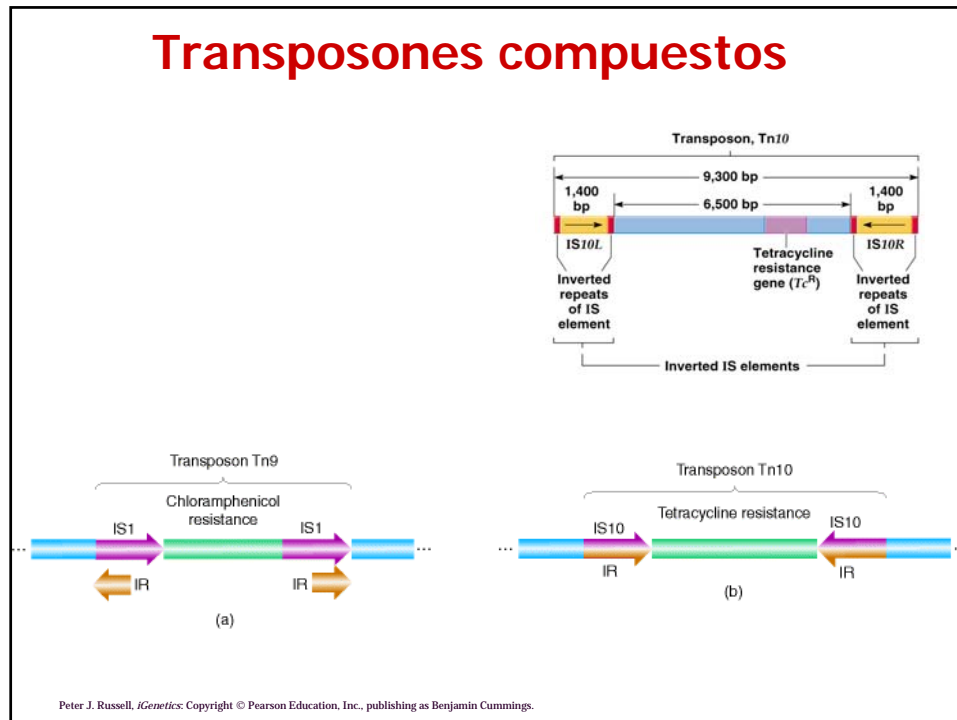 Transposones compuestos
Transposon, Tn10
9,300 bp
1,400
bp
6,500 bp
1,400
bp
IS10L
IS10R
Inverted
repeats
of IS
element
Tetracycline
resistance
gene (TcR)
Inverted
repeats
of IS
element
Inverted IS elements
Transposon Tn9
Chloramphenicol
resistance
IS1
IS1
...
...
IR
IR
(a)
Transposon Tn10
IS10
Tetracycline resistance
IS10
...
IR
IR
(b)
Peter J. Russell, iGenetics: Copyright © Pearson Education, Inc., publishing as Benjamin Cummings.